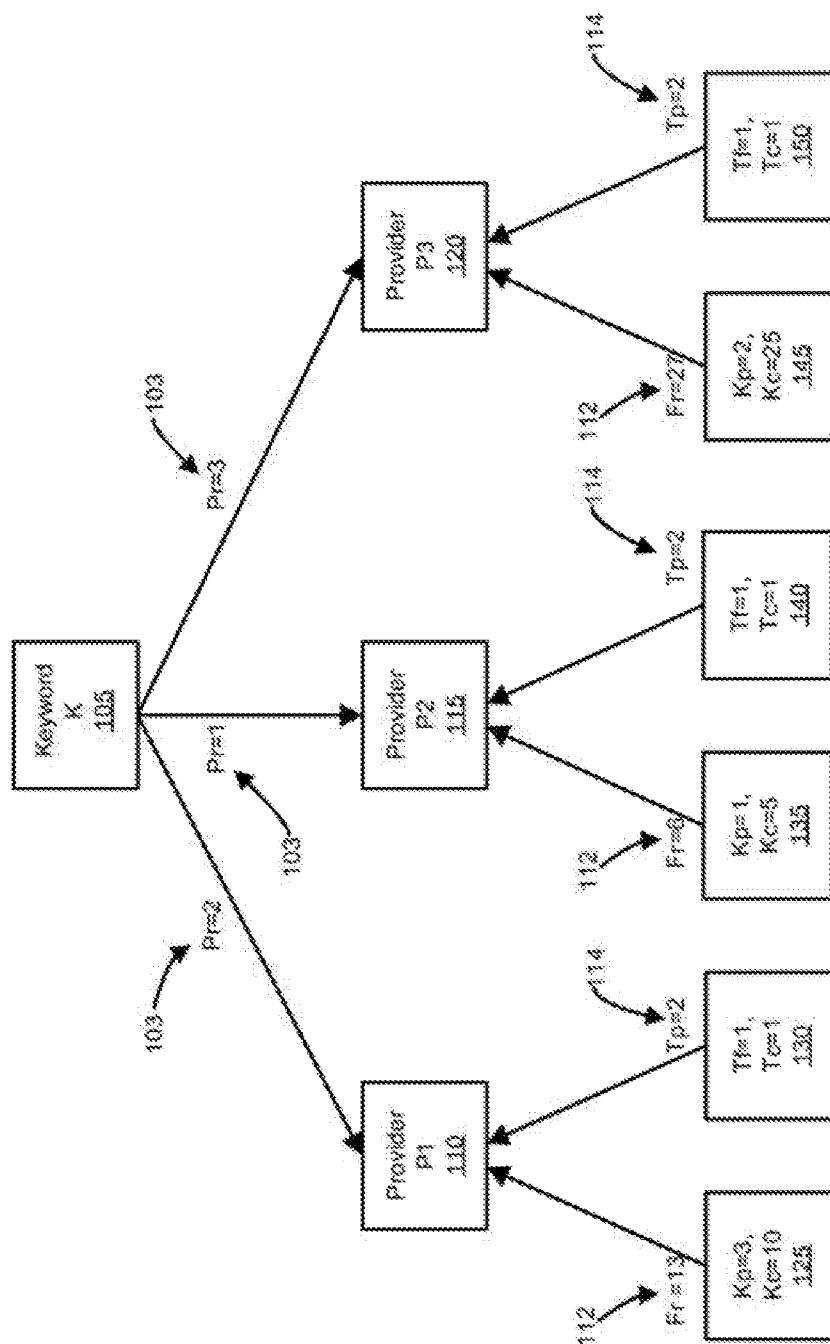 Keyword
K
105
103
Pr=2
Pr=1
103
Pr=3
103
Provider
P1
110
Provider
P2
115
Provider
P3
120
112
Fr =13
Tp=2
114
112
Fr=6
Tp=2
114
112
Fr=27
Tp=2
114
Kp=3,
Kc=10
125
Tf=1,
Tc=1
130
Kp=1,
Kc=5
135
Tf=1,
Tc=1
140
Kp=2,
Kc=25
145
Tf=1,
Tc=1
150